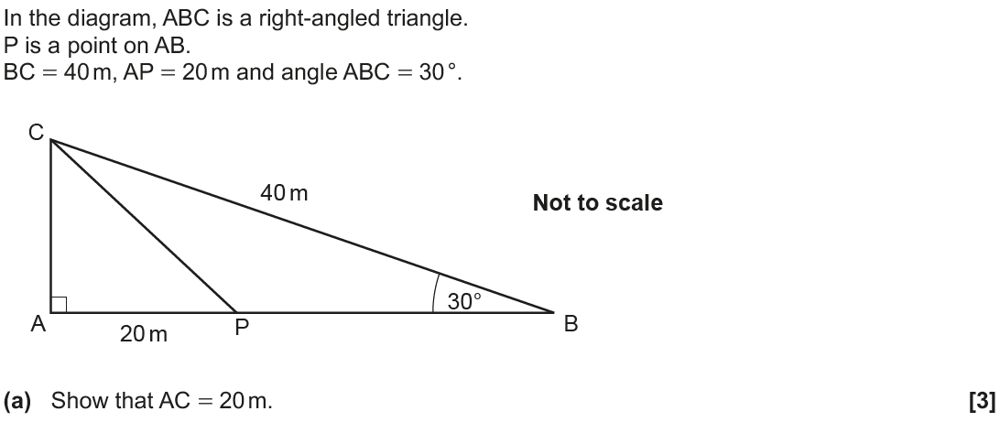 In the diagram, ABC is a right-angled triangle.
P is a point on AB.
BC = 40 m, AP = 20 m and angle ABC = 30°.
C
40 m
Not to scale
30°
A
20 m
P
B
(a) Show that AC = 20 m. [3]